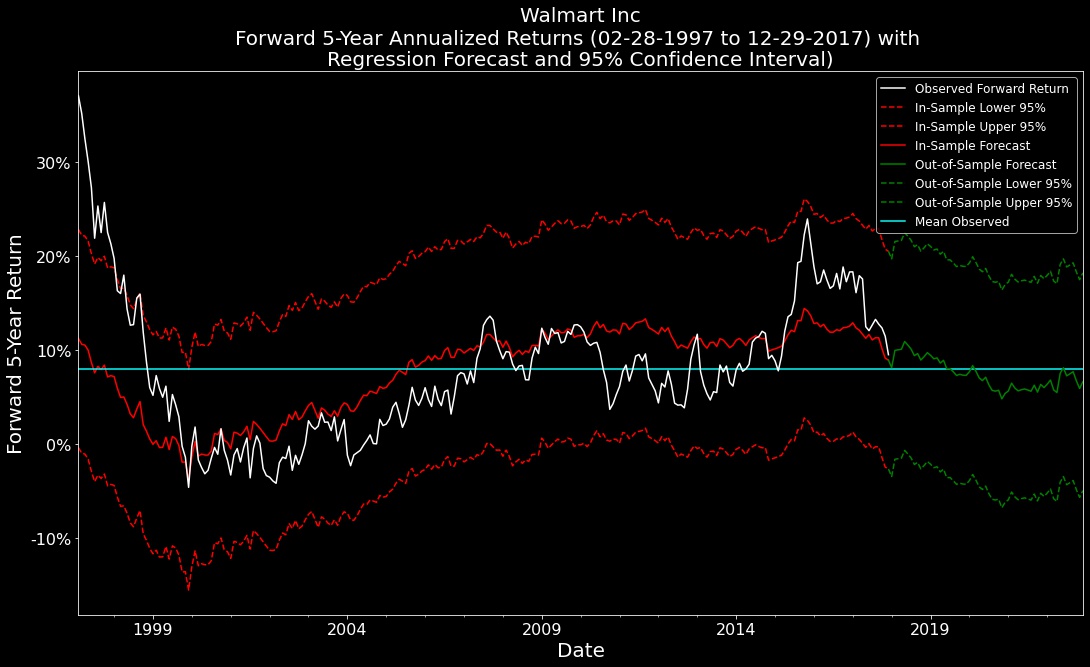 Walmart Inc
Forward 5-Year Annualized Returns (02-28-1997 to 12-29-2017) with
Regression Forecast and 95% Confidence Interval)
Observed Forward Return
In-Sample Lower 95%
In-Sample Upper 95%
In-Sample Forecast
Out-of-Sample Forecast
Out-of-Sample Lower 95%
Out-of-Sample Upper 95%
Mean Observed
Forward 5-Year Return
30%
20%
10%
0%
-10%
1999
2004
2009
2014
2019
Date